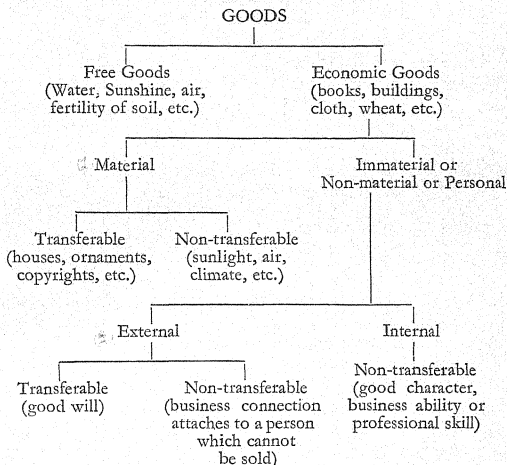 GOODS
Free Goods
(Water, Sunshine, air,
fertility of soil, etc.)
Economic Goods
(books, buildings,
cloth, wheat, etc.)
Material
Immaterial or
Non-material or Personal
Transferable
(houses, ornaments,
copyrights, etc.)
Non-transferable
(sunlight, air,
climate, etc.)
External
Internal
Transferable
(good will)
Non-transferable
(business connection
attaches to a person
which cannot
be sold)
Non-transferable
(good character,
business ability or
professional skill)